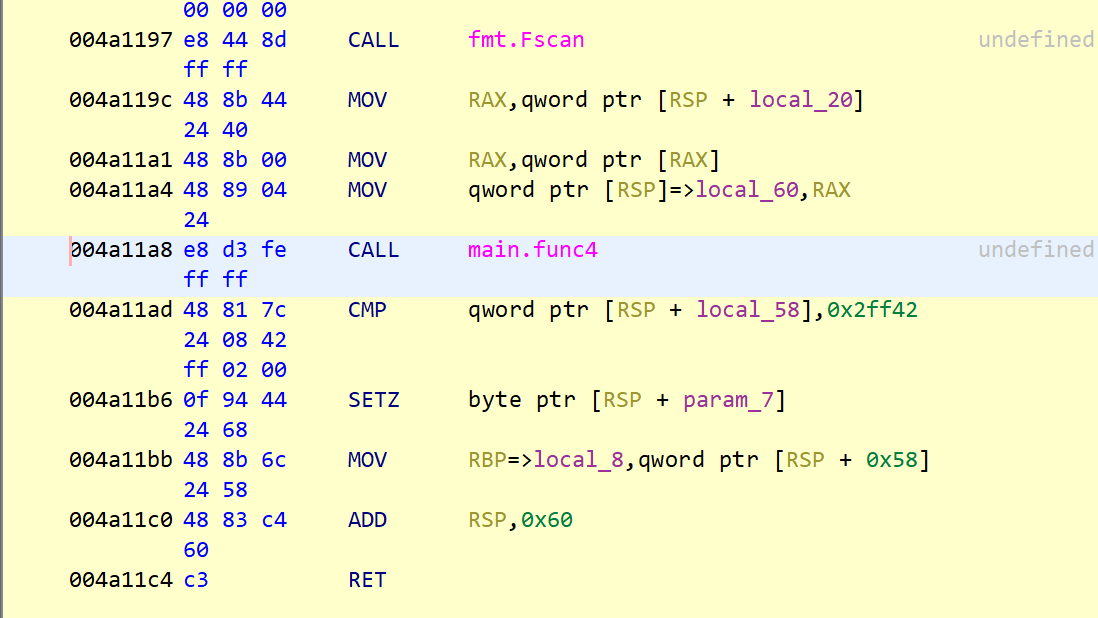 00 00 00
004a1197 e8 44 8d CALL fmt.Fscan undefined
ff ff
004a119c 48 8b 44 MOV RAX,qword ptr [RSP + local_20]
24 40
004a11a1 48 8b 00 MOV RAX,qword ptr [RAX]
004a11a4 48 89 04 MOV qword ptr [RSP]=>local_60,RAX
24
004a11a8 e8 d3 fe CALL main.func4 undefined
ff ff
004a11ad 48 81 7c CMP qword ptr [RSP + local_58],0x2ff42
24 08 42
ff 02 00
004a11b6 0f 94 44 SETZ byte ptr [RSP + param_7]
24 68
004a11bb 48 8b 6c MOV RBP=>local_8,qword ptr [RSP + 0x58]
24 58
004a11c0 48 83 c4 ADD RSP,0x60
60
004a11c4 c3 RET